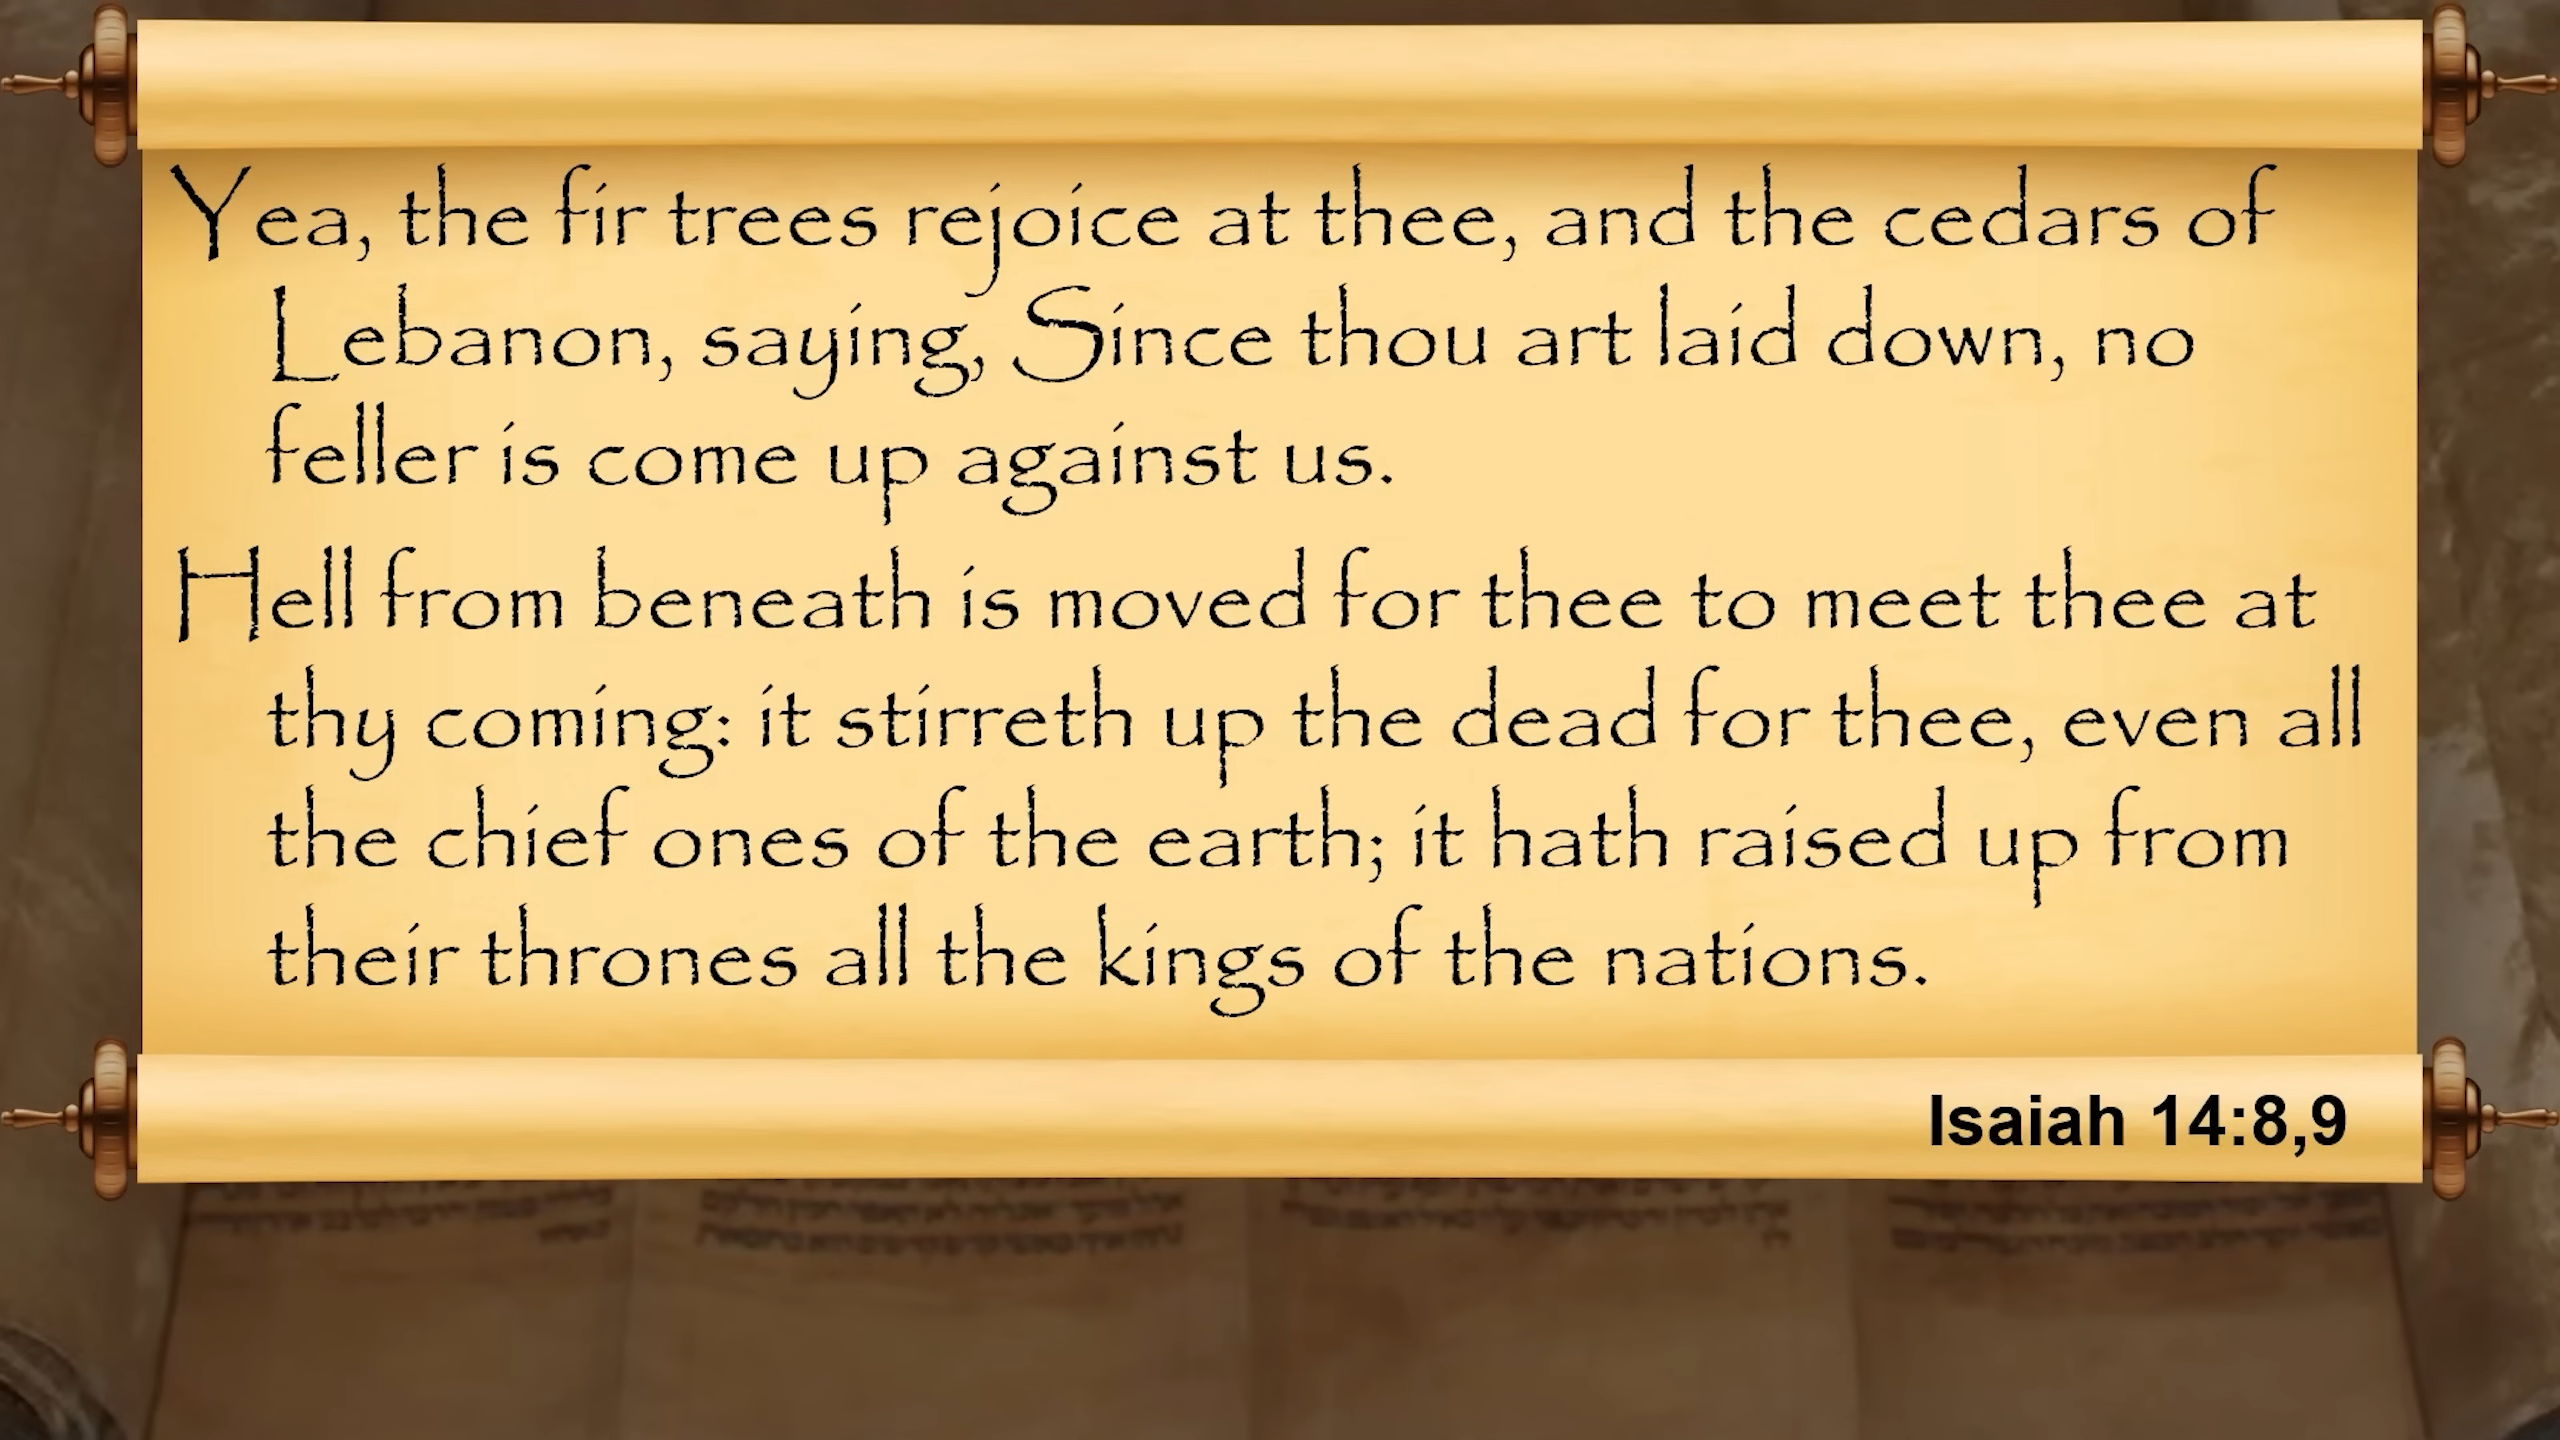 Yea, the fir trees rejoice at thee, and the cedars of
Lebanon, saying, Since thou art laid down, no
feller is come up against us.
Hell from beneath is moved for thee to meet thee at
thy coming: it stirreth up the dead for thee, even all
the chief ones of the earth; it hath raised up from
their thrones all the kings of the nations.
Isaiah 14:8,9